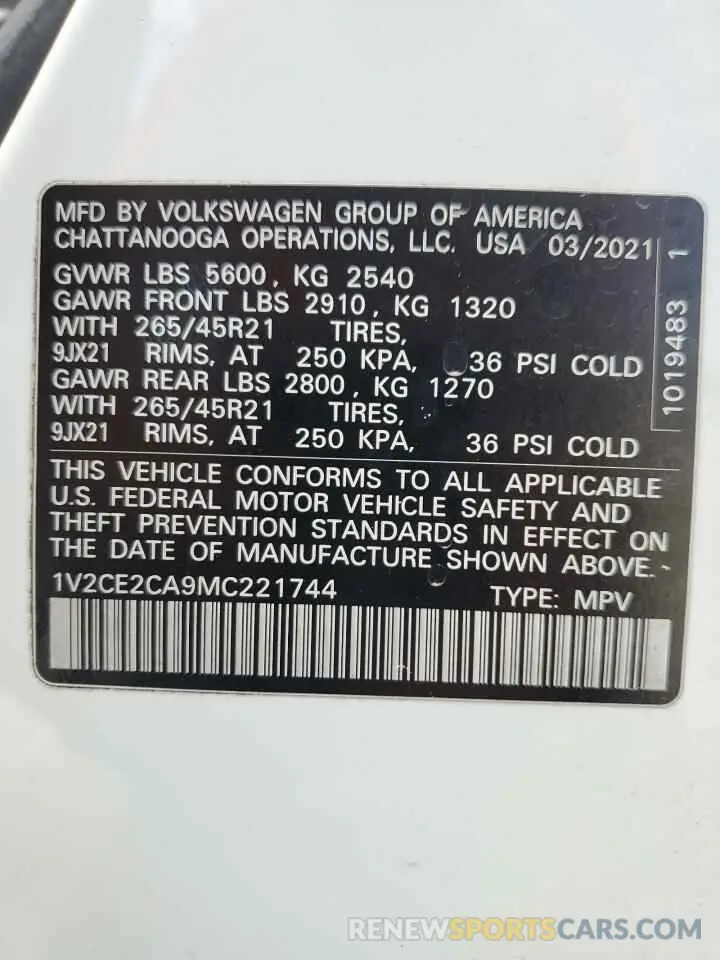 MFD BY VOLKSWAGEN GROUP OF AMERICA
CHATTANOOGA OPERATIONS, LLC. USA 03/2021
GVWR LBS 5600, KG 2540
GAWR FRONT LBS 2910, KG 1320
WITH 265/45R21 TIRES,
9JX21 RIMS, AT 250 KPA, 36 PSI COLD
GAWR REAR LBS 2800, KG 1270
WITH 265/45R21 TIRES,
9JX21 RIMS, AT 250 KPA, 36 PSI COLD
1019483 1
THIS VEHICLE CONFORMS TO ALL APPLICABLE
U.S. FEDERAL MOTOR VEHICLE SAFETY AND
THEFT PREVENTION STANDARDS IN EFFECT ON
THE DATE OF MANUFACTURE SHOWN ABOVE.
1V2CE2CA9MC221744 TYPE: MPV
RENEWSPORTSCARS.COM